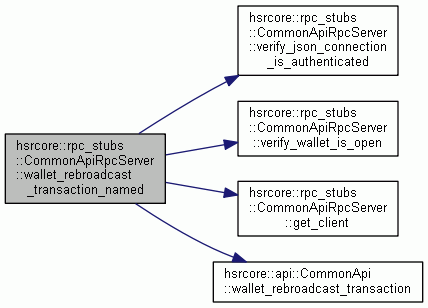 hsrcore::rpc_stubs
::CommonApiRpcServer
::verify_json_connection
_is_authenticated
hsrcore::rpc_stubs
::CommonApiRpcServer
::verify_wallet_is_open
hsrcore::rpc_stubs
::CommonApiRpcServer
::wallet_rebroadcast
_transaction_named
hsrcore::rpc_stubs
::CommonApiRpcServer
::get_client
hsrcore::api::CommonApi
::wallet_rebroadcast_transaction